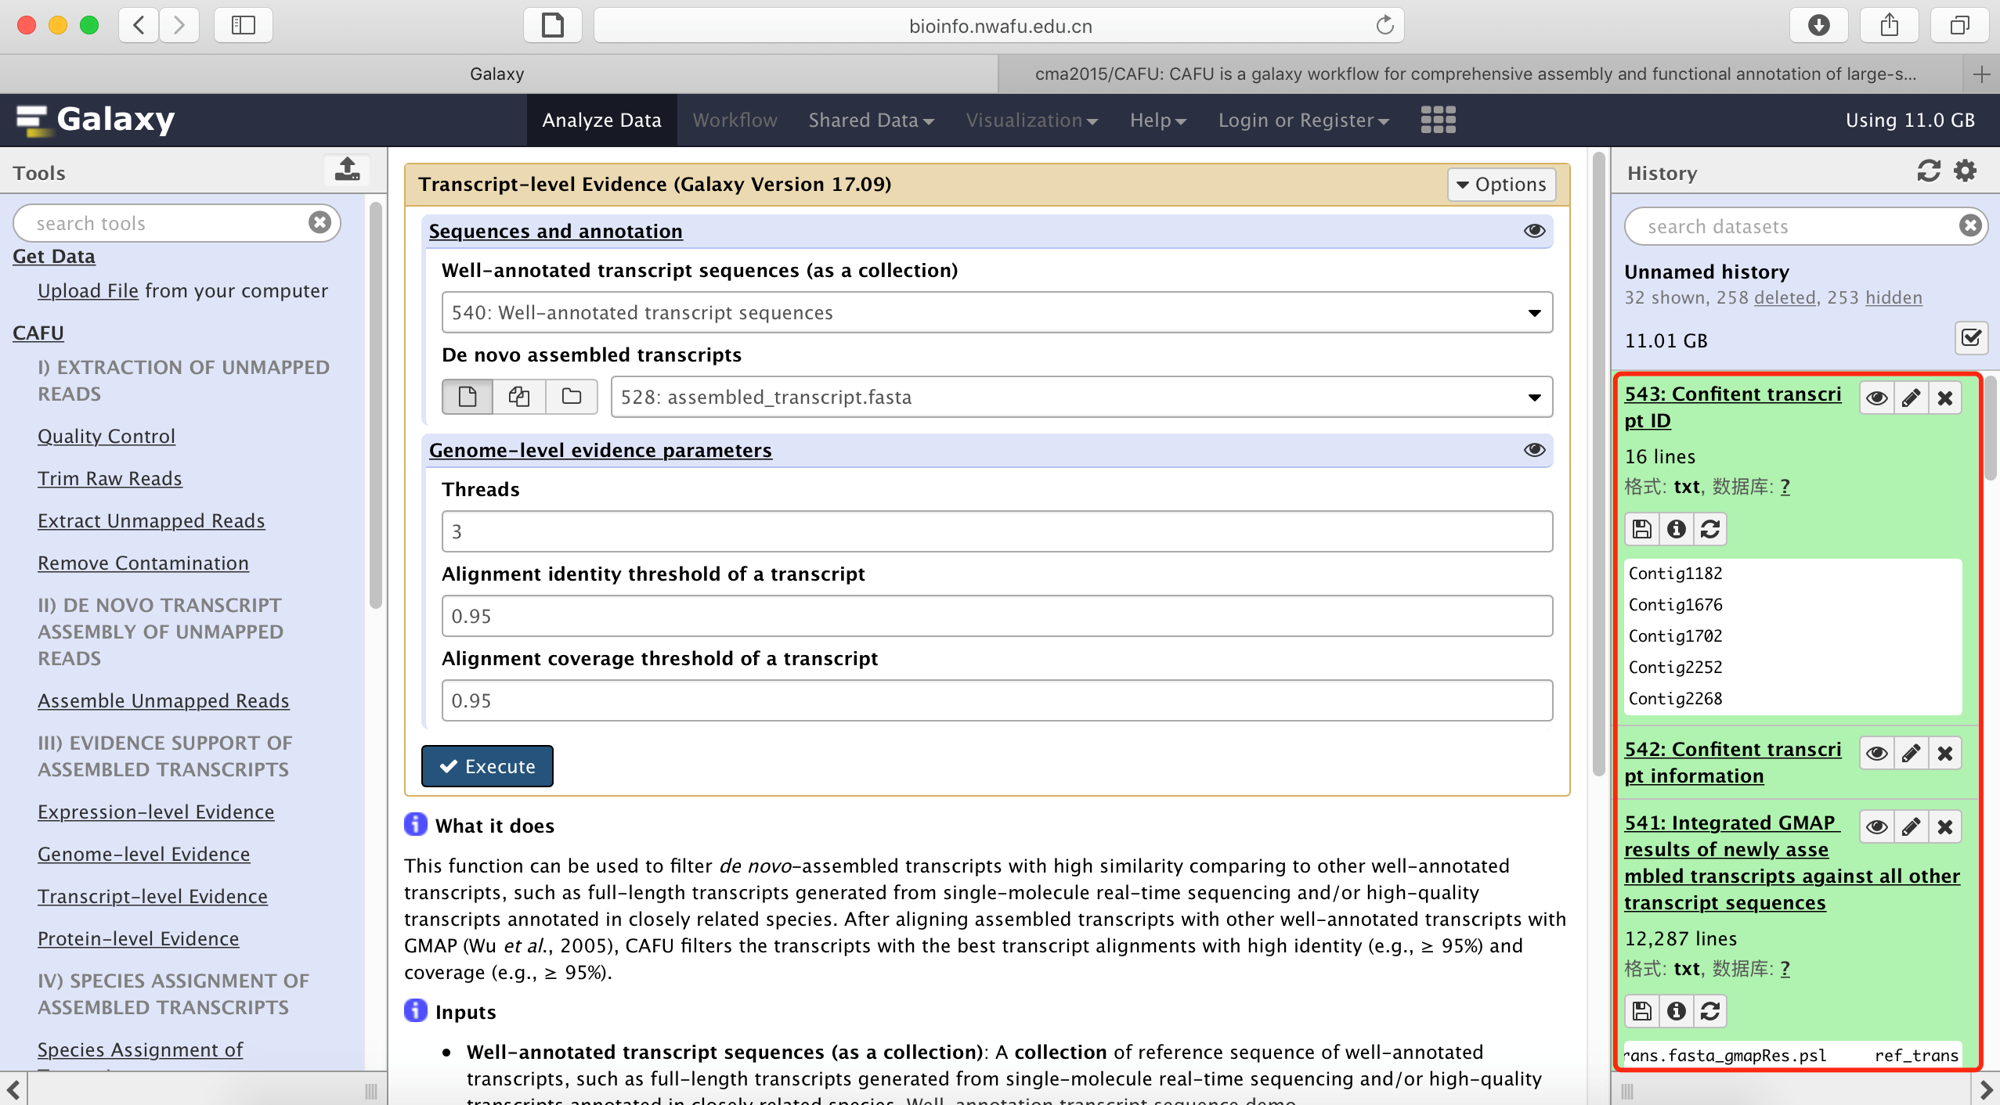 bioinfo.nwafu.edu.cn
Galaxy
cma2015/CAFU: CAFU is a galaxy workflow for comprehensive assembly and functional annotation of large-s...
Galaxy
Analyze Data
Workflow
Shared Data
Visualization
Help
Login or Register
Using 11.0 GB
Tools
search tools
Get Data
Upload File from your computer
CAFU
I) EXTRACTION OF UNMAPPED
READS
Quality Control
Trim Raw Reads
Extract Unmapped Reads
Remove Contamination
II) DE NOVO TRANSCRIPT
ASSEMBLY OF UNMAPPED
READS
Assemble Unmapped Reads
III) EVIDENCE SUPPORT OF
ASSEMBLED TRANSCRIPTS
Expression-level Evidence
Genome-level Evidence
Transcript-level Evidence
Protein-level Evidence
IV) SPECIES ASSIGNMENT OF
ASSEMBLED TRANSCRIPTS
Species Assignment of
Transcript-level Evidence (Galaxy Version 17.09)
Options
Sequences and annotation
Well-annotated transcript sequences (as a collection)
540: Well-annotated transcript sequences
De novo assembled transcripts
528: assembled_transcript.fasta
Genome-level evidence parameters
Threads
3
Alignment identity threshold of a transcript
0.95
Alignment coverage threshold of a transcript
0.95
Execute
What it does
This function can be used to filter de novo-assembled transcripts with high similarity comparing to other well-annotated
transcripts, such as full-length transcripts generated from single-molecule real-time sequencing and/or high-quality
transcripts annotated in closely related species. After aligning assembled transcripts with other well-annotated transcripts with
GMAP (Wu et al., 2005), CAFU filters the transcripts with the best transcript alignments with high identity (e.g., ≥ 95%) and
coverage (e.g., ≥ 95%).
Inputs
• Well-annotated transcript sequences (as a collection): A collection of reference sequence of well-annotated
transcripts, such as full-length transcripts generated from single-molecule real-time sequencing and/or high-quality
transcripts annotated in closely related species. Well-annotation transcript sequence demo
History
search datasets
Unnamed history
32 shown, 258 deleted, 253 hidden
11.01 GB
543: Confitent transcri
pt ID
16 lines
格式: txt, 数据库: ?
Contig1182
Contig1676
Contig1702
Contig2252
Contig2268
542: Confitent transcri
pt information
541: Integrated GMAP
results of newly asse
mbled transcripts against all other
transcript sequences
12,287 lines
格式: txt, 数据库: ?
rans.fasta_gmapRes.psl ref_trans